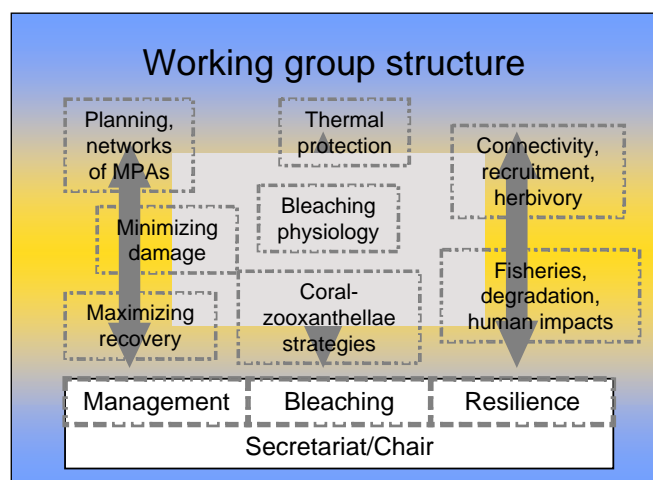 Working group structure
Planning,
networks
of MPAs
Thermal
protection
Connectivity,
recruitment,
herbivory
Minimizing
damage
Bleaching
physiology
Maximizing
recovery
Coral-
zooxanthellae
strategies
Fisheries,
degradation,
human impacts
Management
Bleaching
Resilience
Secretariat/Chair